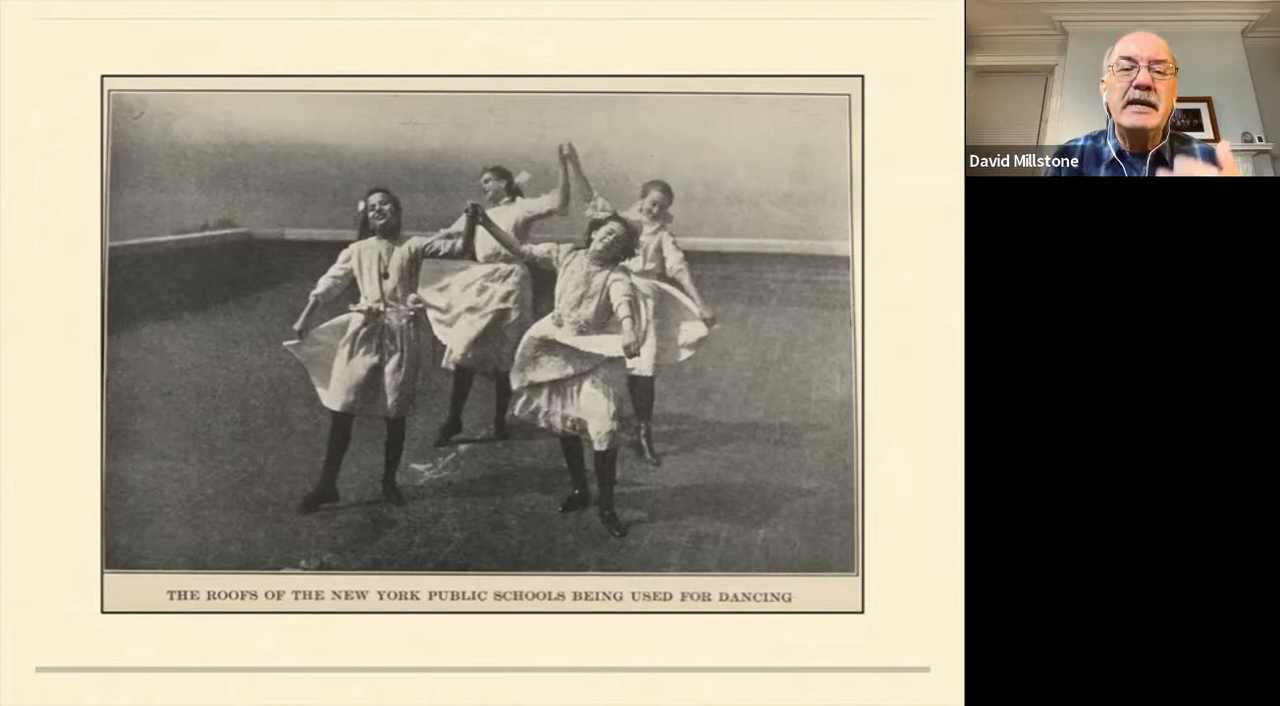 THE ROOFS OF THE NEW YORK PUBLIC SCHOOLS BEING USED FOR DANCING
David Millstone